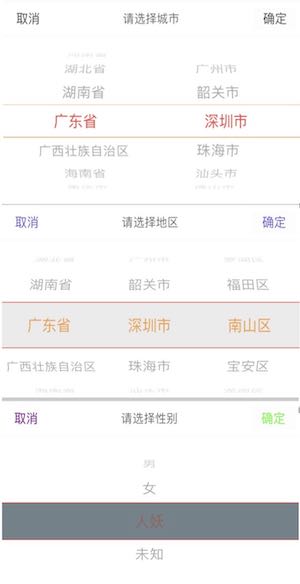 取消 请选择城市 确定
湖北省 广州市
湖南省 韶关市
广东省 深圳市
广西壮族自治区 珠海市
海南省 汕头市
取消 请选择地区 确定
湖南省 韶关市 福田区
广东省 深圳市 南山区
广西壮族自治区 珠海市 宝安区
取消 请选择性别 确定
男
女
人妖
未知